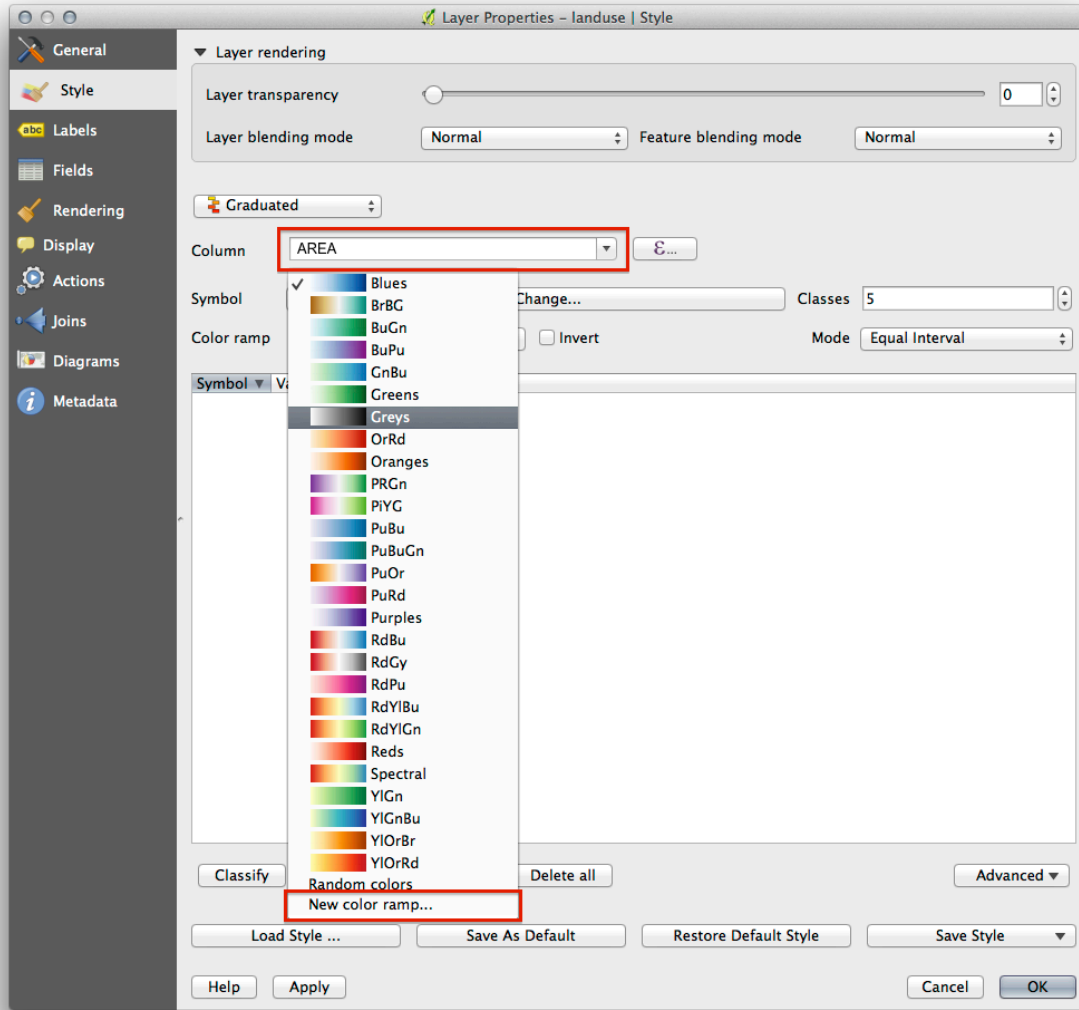 Layer Properties – landuse | Style
General
Style
abc Labels
Fields
Rendering
Display
Actions
Joins
Diagrams
i Metadata
Layer rendering
Layer transparency 0
Layer blending mode Normal Feature blending mode Normal
Graduated
Column AREA ε...
Symbol Change... Classes 5
Color ramp Invert Mode Equal Interval
Symbol Va
Blues
BrBG
BuGn
BuPu
GnBu
Greens
Greys
OrRd
Oranges
PRGn
PiYG
PuBu
PuBuGn
PuOr
PuRd
Purples
RdBu
RdGy
RdPu
RdYlBu
RdYlGn
Reds
Spectral
YlGn
YlGnBu
YlOrBr
YlOrRd
Random colors
New color ramp...
Classify Delete all Advanced
Load Style ... Save As Default Restore Default Style Save Style
Help Apply Cancel OK